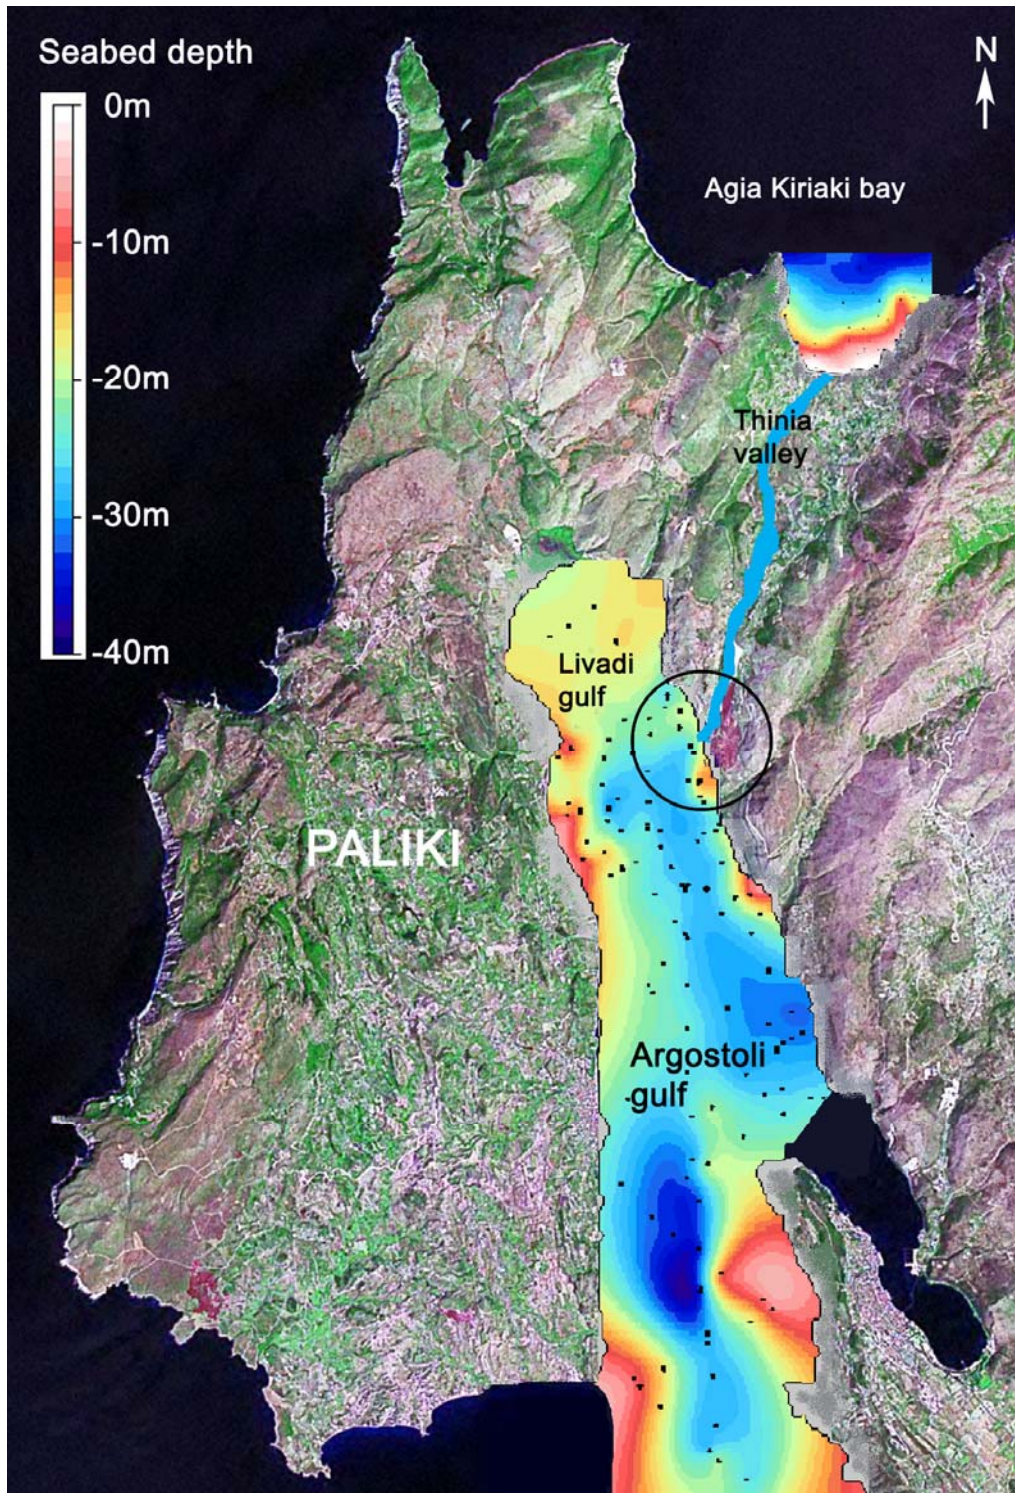 Seabed depth
0m
-10m
-20m
-30m
-40m
N
Agia Kiriaki bay
Thinia
valley
Livadi
gulf
PALIKI
Argostoli
gulf